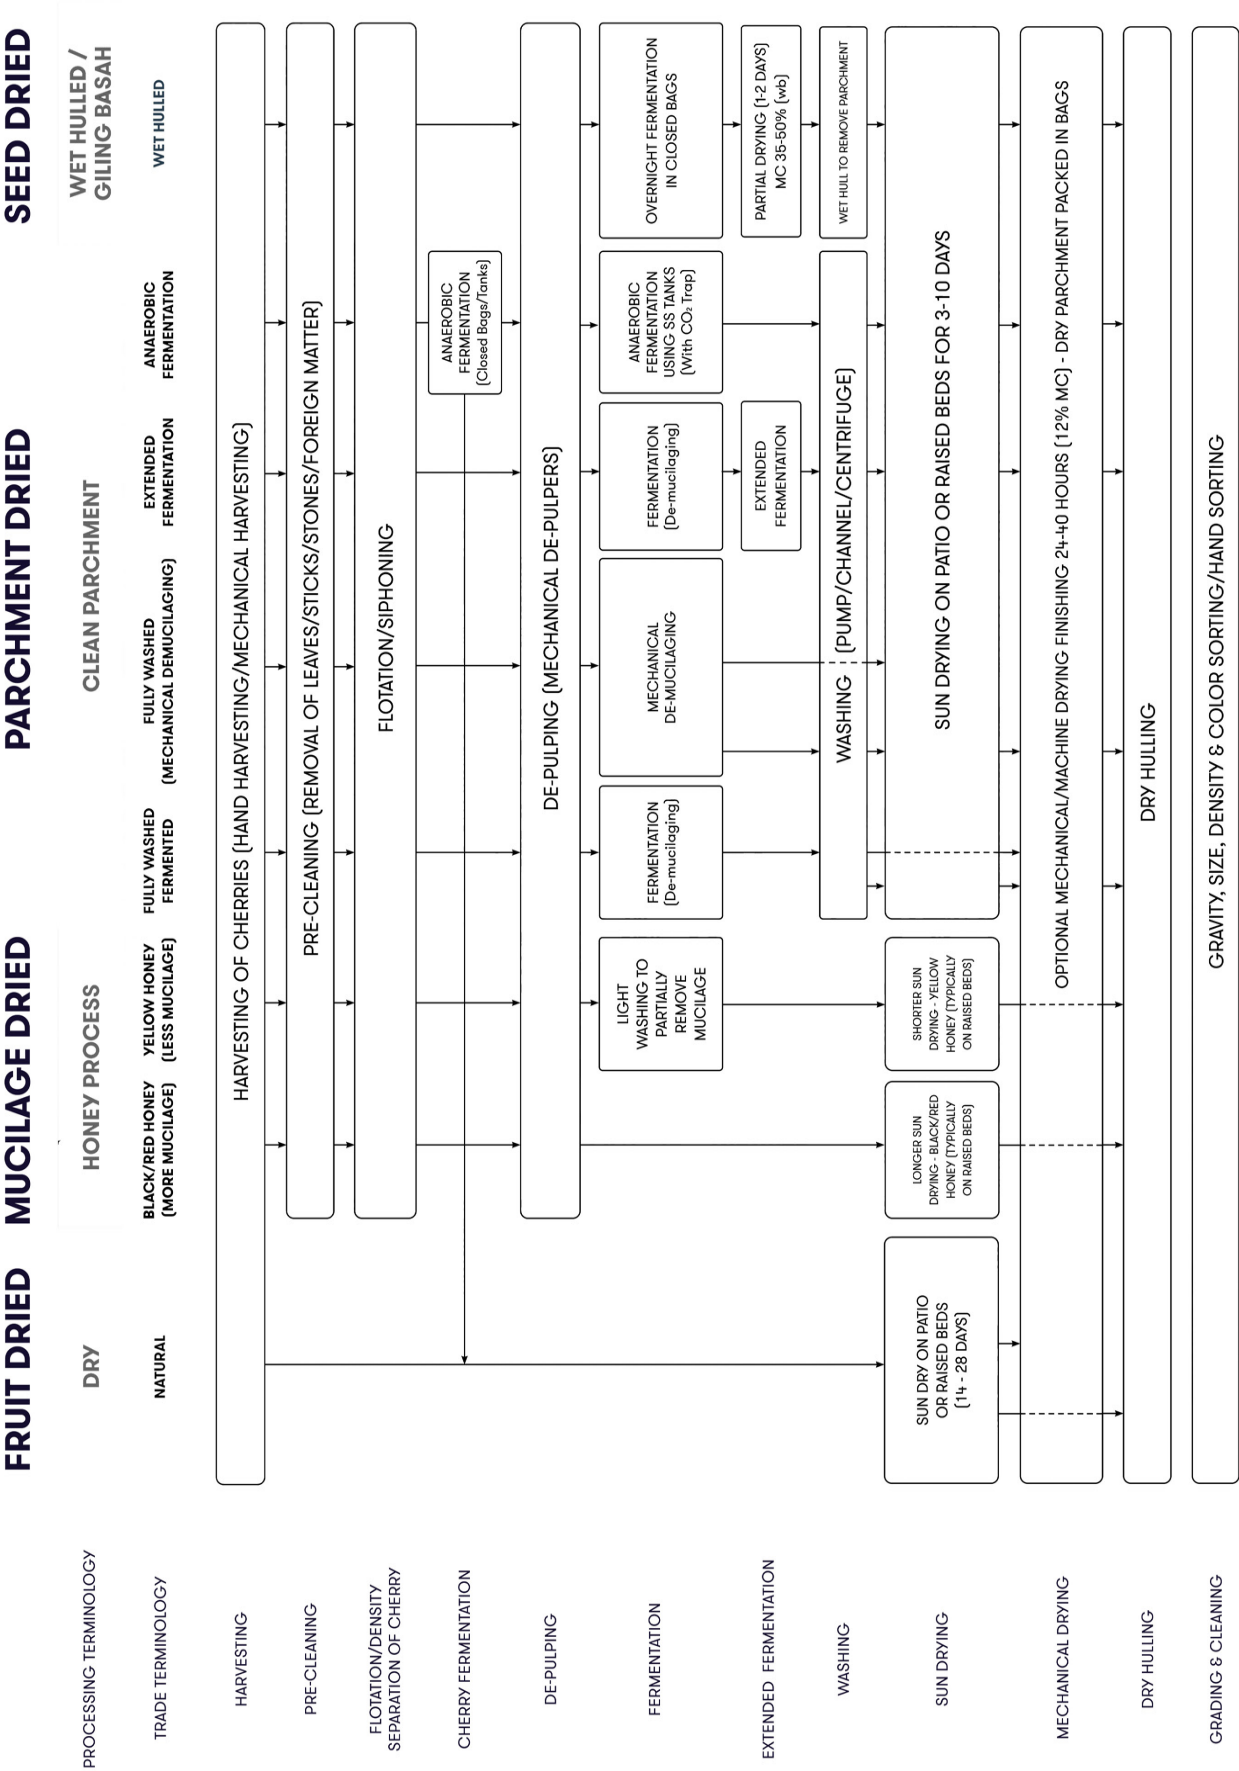 FRUIT DRIED
MUCILAGE DRIED
PARCHMENT DRIED
SEED DRIED
PROCESSING TERMINOLOGY
DRY
HONEY PROCESS
CLEAN PARCHMENT
WET HULLED /
GILING BASAH
TRADE TERMINOLOGY
NATURAL
BLACK/RED HONEY
(MORE MUCILAGE)
YELLOW HONEY
(LESS MUCILAGE)
FULLY WASHED
FERMENTED
FULLY WASHED
(MECHANICAL DEMUCILAGING)
EXTENDED
FERMENTATION
ANAEROBIC
FERMENTATION
WET HULLED
HARVESTING
HARVESTING OF CHERRIES (HAND HARVESTING/MECHANICAL HARVESTING)
PRE-CLEANING
PRE-CLEANING (REMOVAL OF LEAVES/STICKS/STONES/FOREIGN MATTER)
FLOTATION/DENSITY
SEPARATION OF CHERRY
FLOTATION/SIPHONING
CHERRY FERMENTATION
ANAEROBIC
FERMENTATION
(Closed Bags/Tanks)
DE-PULPING
DE-PULPING (MECHANICAL DE-PULPERS)
FERMENTATION
LIGHT
WASHING TO
PARTIALLY
REMOVE
MUCILAGE
FERMENTATION
(De-mucilaging)
MECHANICAL
DE-MUCILAGING
FERMENTATION
(De-mucilaging)
ANAEROBIC
FERMENTATION
USING SS TANKS
(With CO₂ Trap)
OVERNIGHT FERMENTATION
IN CLOSED BAGS
EXTENDED FERMENTATION
EXTENDED
FERMENTATION
PARTIAL DRYING (1-2 DAYS)
MC 35-50% (wb)
WASHING
WASHING (PUMP/CHANNEL/CENTRIFUGE)
WET HULL TO REMOVE PARCHMENT
SUN DRYING
SUN DRY ON PATIO
OR RAISED BEDS
(14 - 28 DAYS)
LONGER SUN
DRYING - BLACK/RED
HONEY (TYPICALLY
ON RAISED BEDS)
SHORTER SUN
DRYING - YELLOW
HONEY (TYPICALLY
ON RAISED BEDS)
SUN DRYING ON PATIO OR RAISED BEDS FOR 3-10 DAYS
MECHANICAL DRYING
OPTIONAL MECHANICAL/MACHINE DRYING FINISHING 24-40 HOURS (12% MC) - DRY PARCHMENT PACKED IN BAGS
DRY HULLING
DRY HULLING
GRADING & CLEANING
GRAVITY, SIZE, DENSITY & COLOR SORTING/HAND SORTING